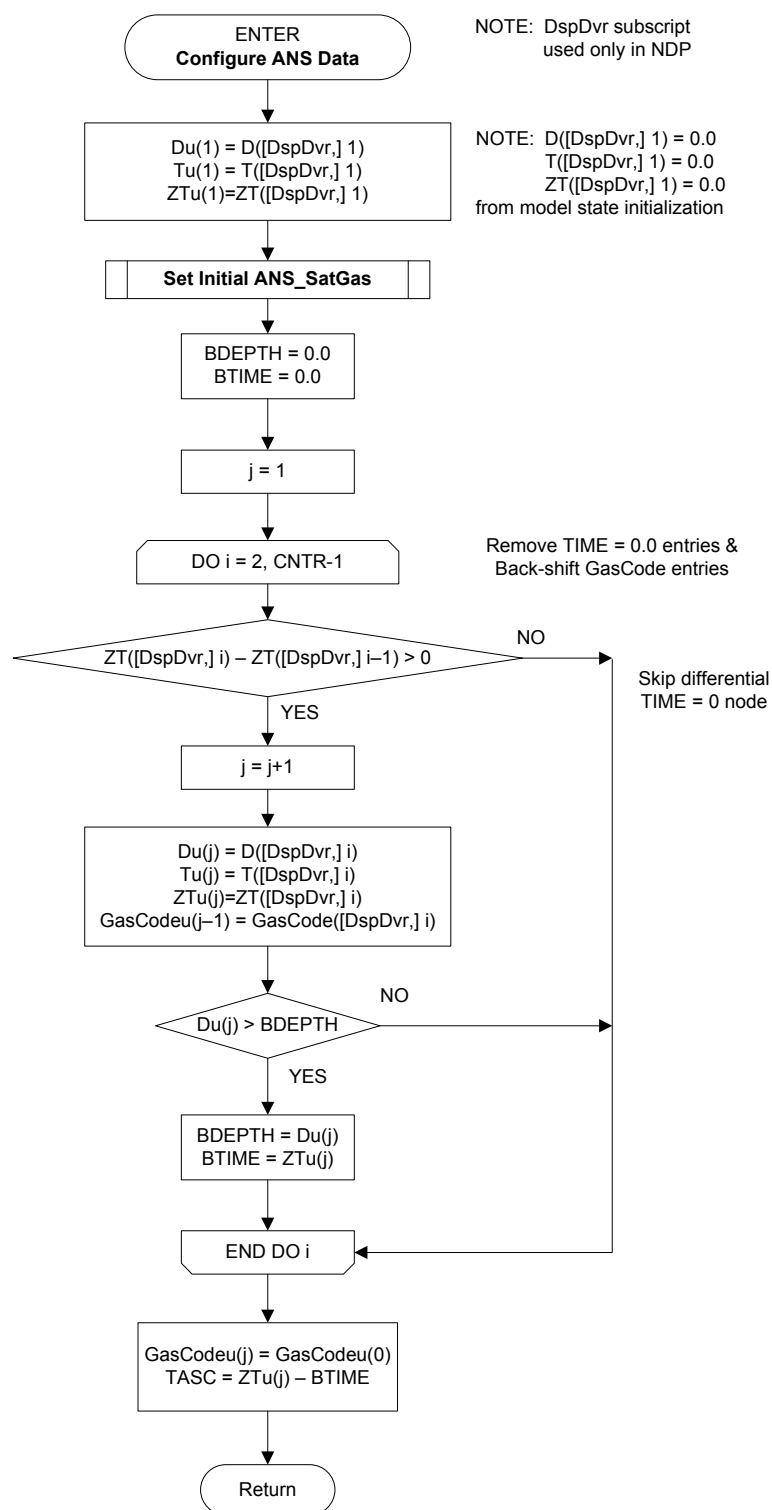 ENTER
Configure ANS Data
NOTE: DspDvr subscript
used only in NDP
Du(1) = D([DspDvr,] 1)
Tu(1) = T([DspDvr,] 1)
ZTu(1)=ZT([DspDvr,] 1)
NOTE: D([DspDvr,] 1) = 0.0
T([DspDvr,] 1) = 0.0
ZT([DspDvr,] 1) = 0.0
from model state initialization
Set Initial ANS_SatGas
BDEPTH = 0.0
BTIME = 0.0
j = 1
DO i = 2, CNTR-1
Remove TIME = 0.0 entries &
Back-shift GasCode entries
ZT([DspDvr,] i) – ZT([DspDvr,] i–1) > 0
NO
Skip differential
TIME = 0 node
YES
j = j+1
Du(j) = D([DspDvr,] i)
Tu(j) = T([DspDvr,] i)
ZTu(j)=ZT([DspDvr,] i)
GasCodeu(j–1) = GasCode([DspDvr,] i)
Du(j) > BDEPTH
NO
YES
BDEPTH = Du(j)
BTIME = ZTu(j)
END DO i
GasCodeu(j) = GasCodeu(0)
TASC = ZTu(j) – BTIME
Return